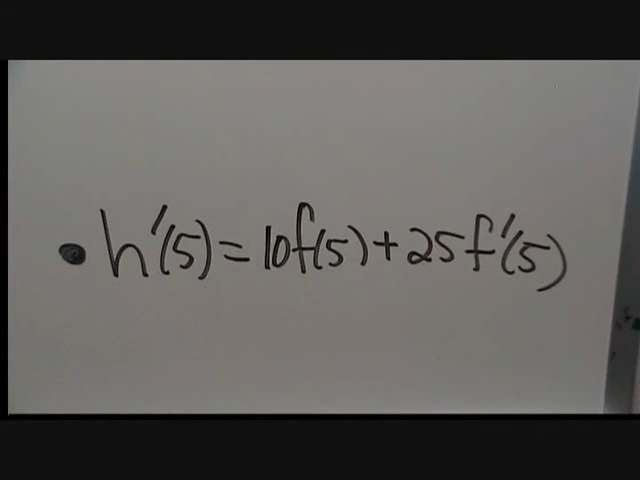 • h'(5) = 10f(5) + 25f'(5)